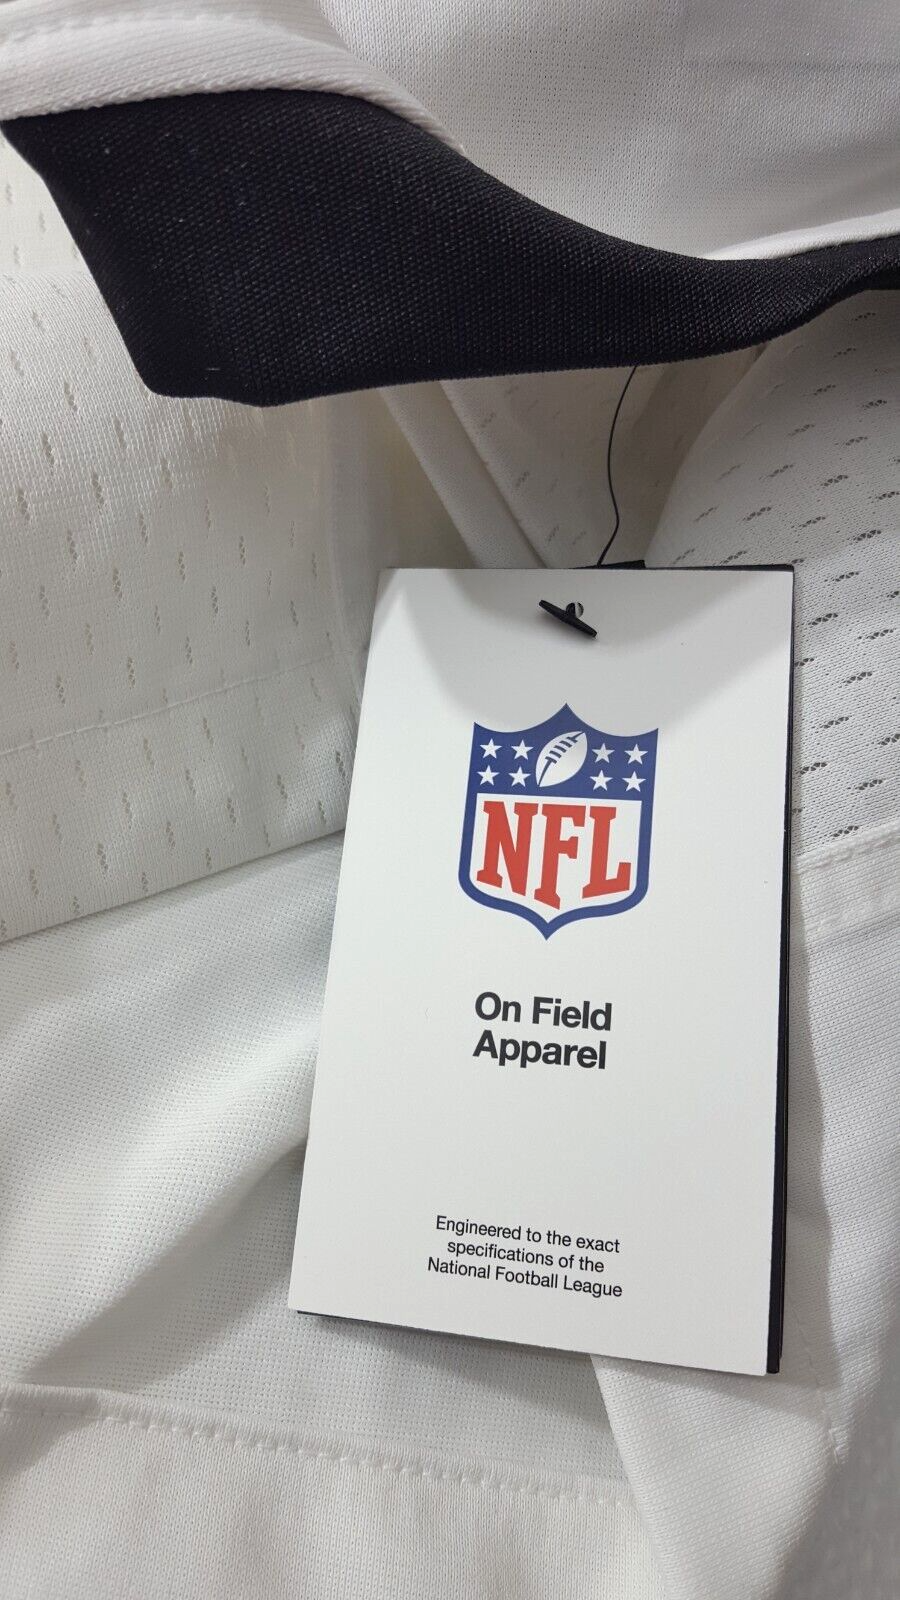 NFL
On Field
Apparel
Engineered to the exact
specifications of the
National Football League